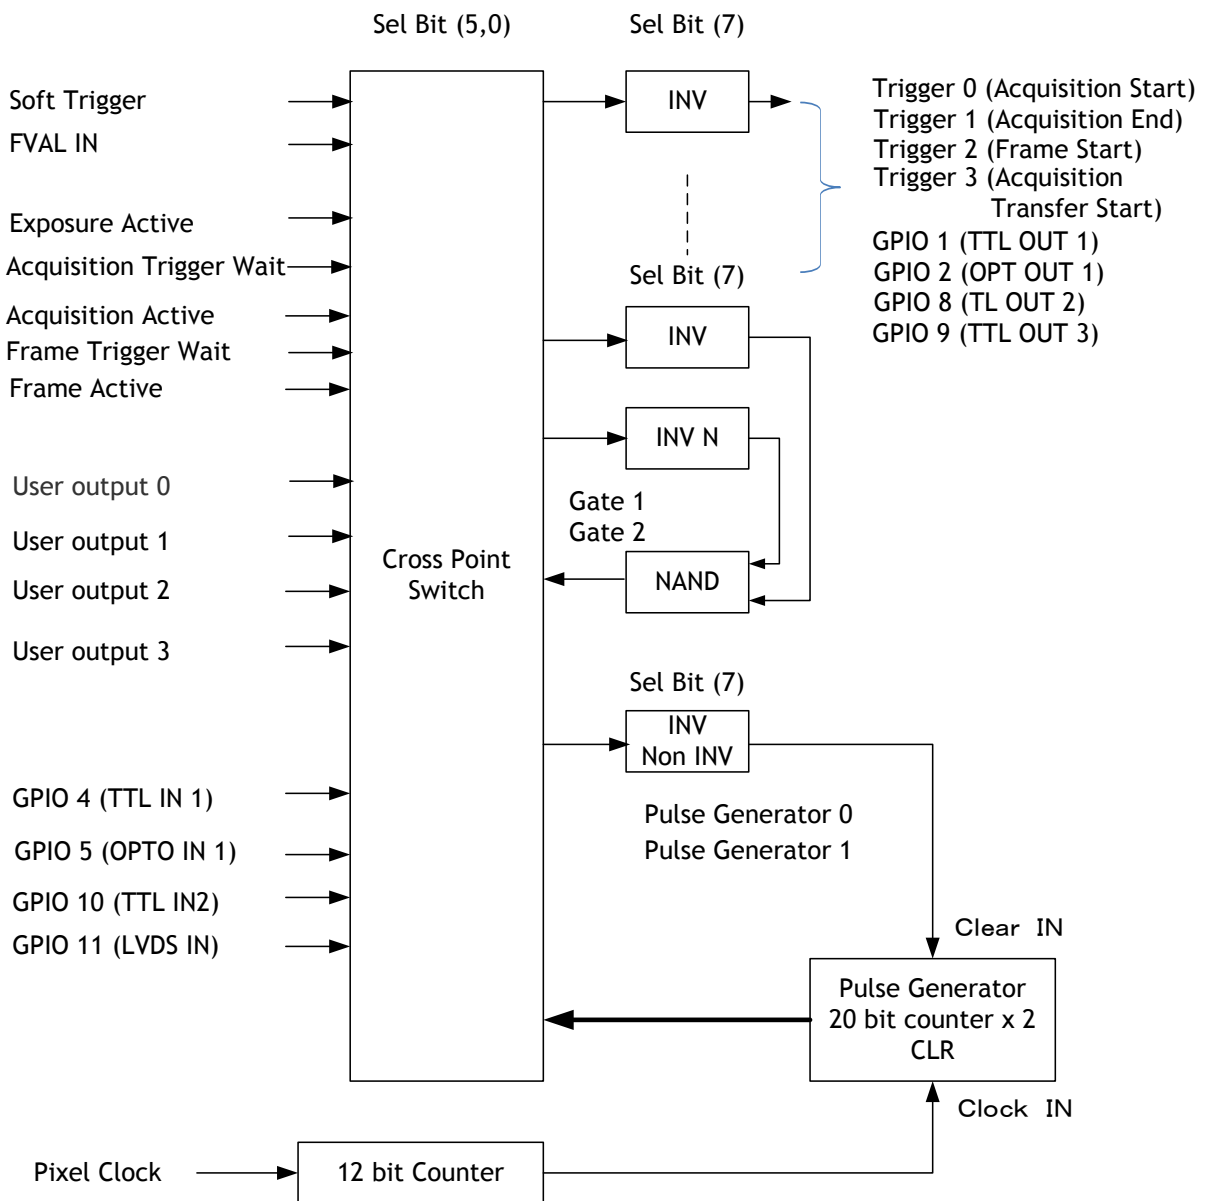 Sel Bit (5,0)
Sel Bit (7)
Soft Trigger
FVAL IN
Exposure Active
Acquisition Trigger Wait
Acquisition Active
Frame Trigger Wait
Frame Active
User output 0
User output 1
User output 2
User output 3
GPIO 4 (TTL IN 1)
GPIO 5 (OPTO IN 1)
GPIO 10 (TTL IN2)
GPIO 11 (LVDS IN)
Cross Point
Switch
INV
Trigger 0 (Acquisition Start)
Trigger 1 (Acquisition End)
Trigger 2 (Frame Start)
Trigger 3 (Acquisition
Transfer Start)
GPIO 1 (TTL OUT 1)
GPIO 2 (OPT OUT 1)
GPIO 8 (TL OUT 2)
GPIO 9 (TTL OUT 3)
Sel Bit (7)
INV
INV N
Gate 1
Gate 2
NAND
Sel Bit (7)
INV
Non INV
Pulse Generator 0
Pulse Generator 1
Clear IN
Pulse Generator
20 bit counter x 2
CLR
Clock IN
Pixel Clock
12 bit Counter